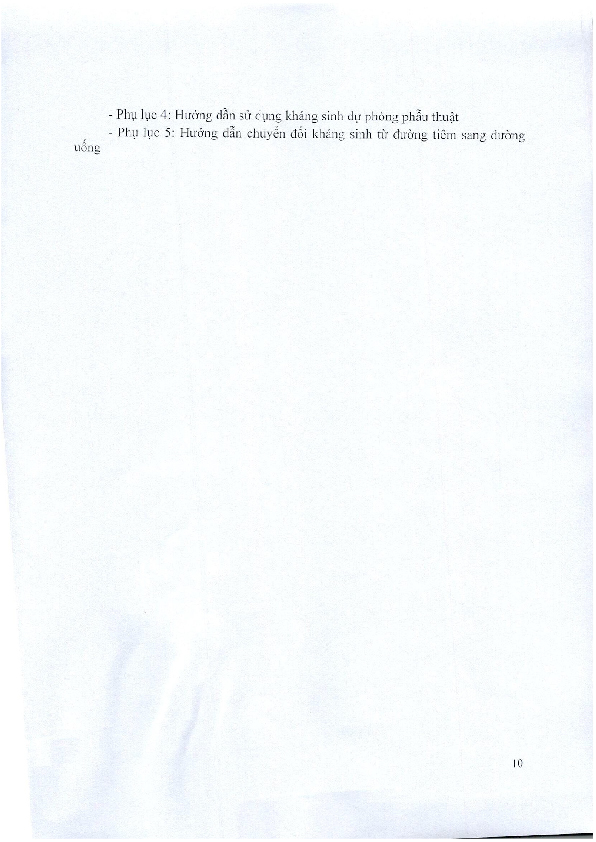 - Phụ lục 4: Hướng dẫn sử dụng kháng sinh dự phòng phẫu thuật
- Phụ lục 5: Hướng dẫn chuyển đổi kháng sinh từ đường tiêm sang đường
uống
10